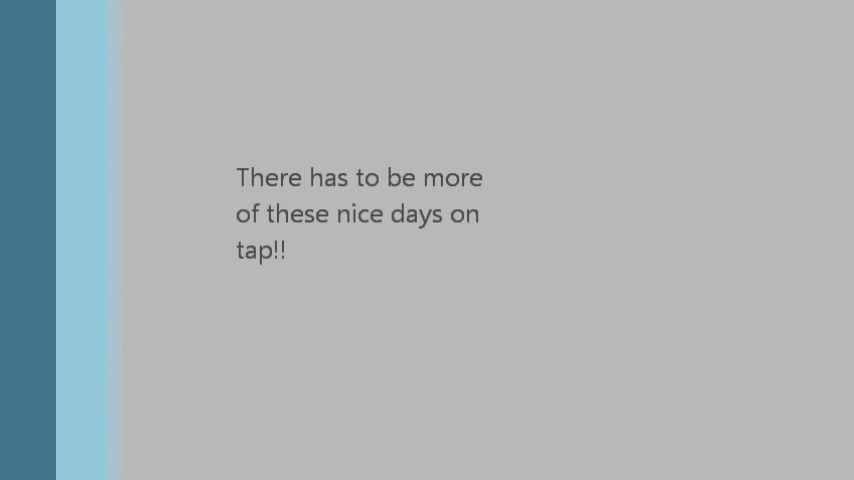 There has to be more
of these nice days on
tap!!